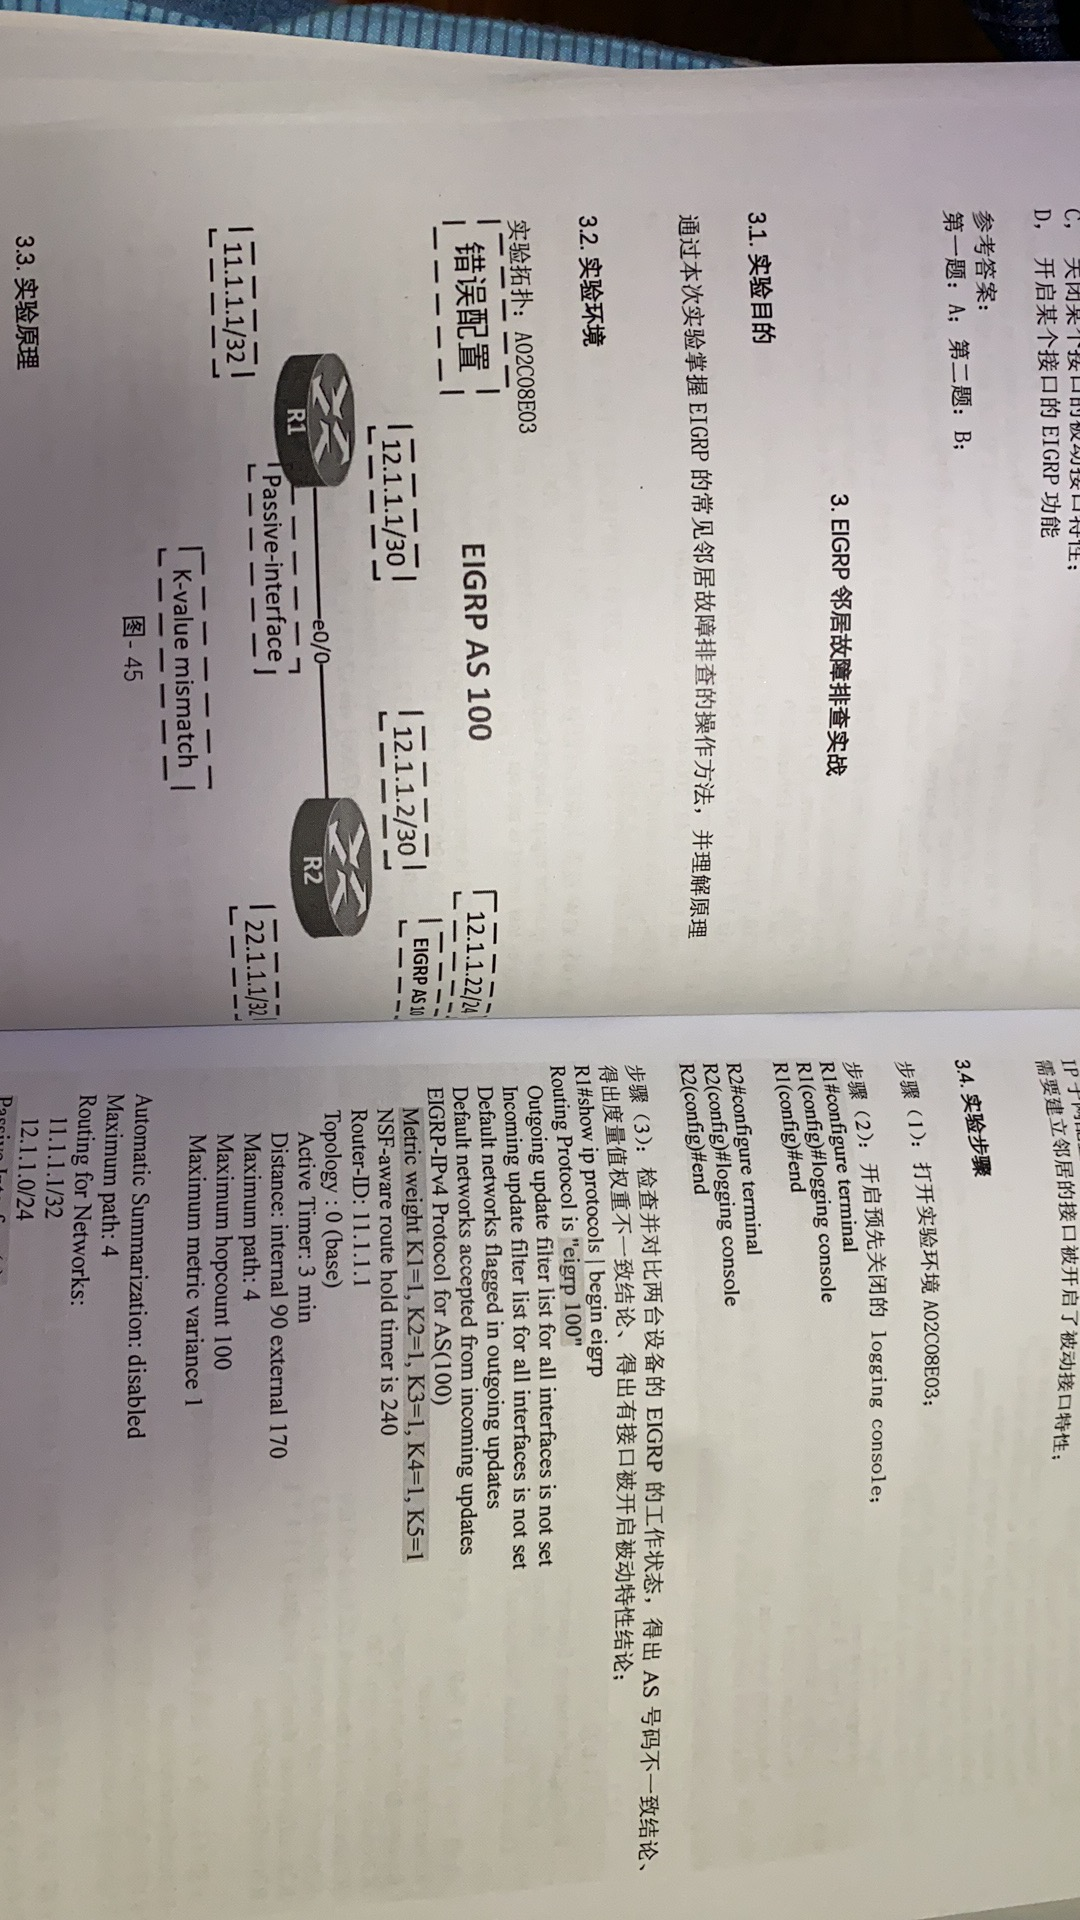 D，开启某个接口的 EIGRP 功能
参考答案：
第一题：A；第二题：B；
3. EIGRP 邻居故障排查实战
3.1. 实验目的
通过本次实验掌握 EIGRP 的常见邻居故障排查的操作方法，并理解原理
3.2. 实验环境
实验拓扑：A02C08E03
错误配置
EIGRP AS 100
12.1.1.22/24
EIGRP AS 10
12.1.1.1/30
12.1.1.2/30
R1
e0/0
R2
Passive-interface
11.1.1.1/32
22.1.1.1/32
K-value mismatch
图- 45
3.3. 实验原理
需要建立邻居的接口被开启了被动接口特性；
3.4. 实验步骤
步骤（1）：打开实验环境 A02C08E03；
步骤（2）：开启预先关闭的 logging console；
R1#configure terminal
R1(config)#logging console
R1(config)#end
R2#configure terminal
R2(config)#logging console
R2(config)#end
步骤（3）：检查并对比两台设备的 EIGRP 的工作状态，得出 AS 号码不一致结论、
得出度量值权重不一致结论、得出有接口被开启被动特性结论；
R1#show ip protocols | begin eigrp
Routing Protocol is "eigrp 100"
Outgoing update filter list for all interfaces is not set
Incoming update filter list for all interfaces is not set
Default networks flagged in outgoing updates
Default networks accepted from incoming updates
EIGRP-IPv4 Protocol for AS(100)
Metric weight K1=1, K2=1, K3=1, K4=1, K5=1
NSF-aware route hold timer is 240
Router-ID: 11.1.1.1
Topology : 0 (base)
Active Timer: 3 min
Distance: internal 90 external 170
Maximum path: 4
Maximum hopcount 100
Maximum metric variance 1
Automatic Summarization: disabled
Maximum path: 4
Routing for Networks:
11.1.1.1/32
12.1.1.0/24